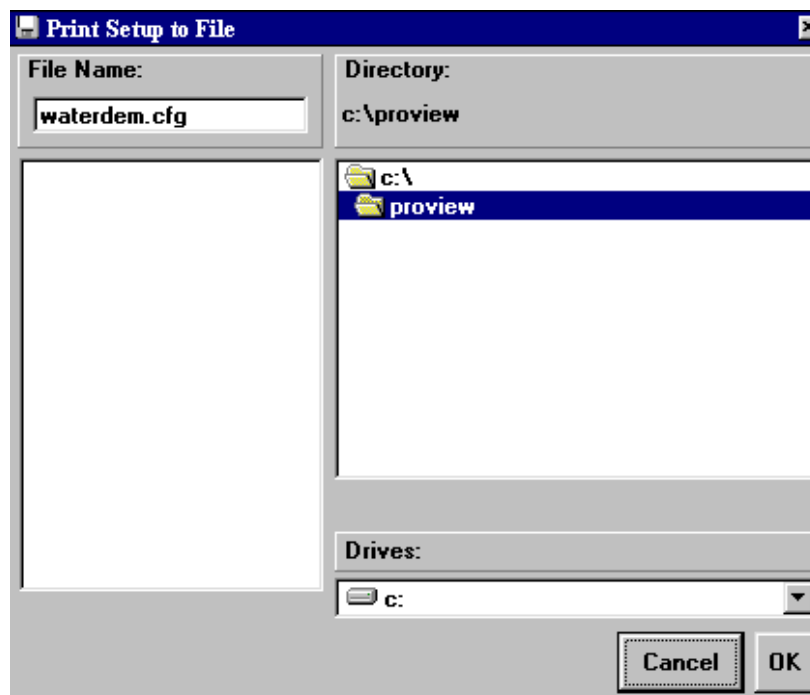 Print Setup to File
File Name:
waterdem.cfg
Directory:
c:\proview
c:\
proview
Drives:
c:
Cancel
OK